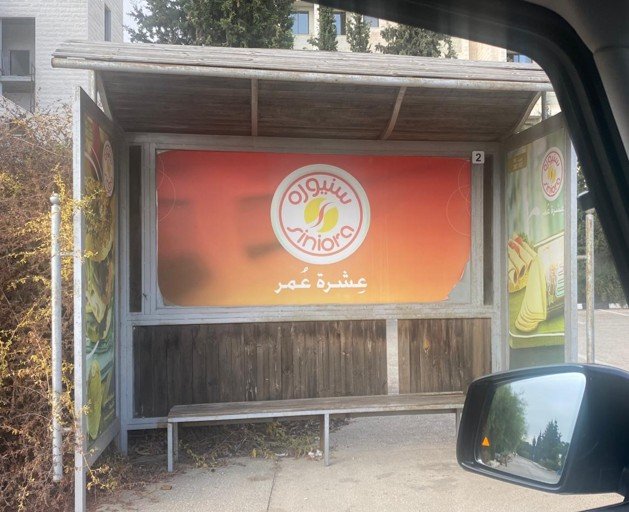 2
سنيورة
siniora
عِشرة عُمر